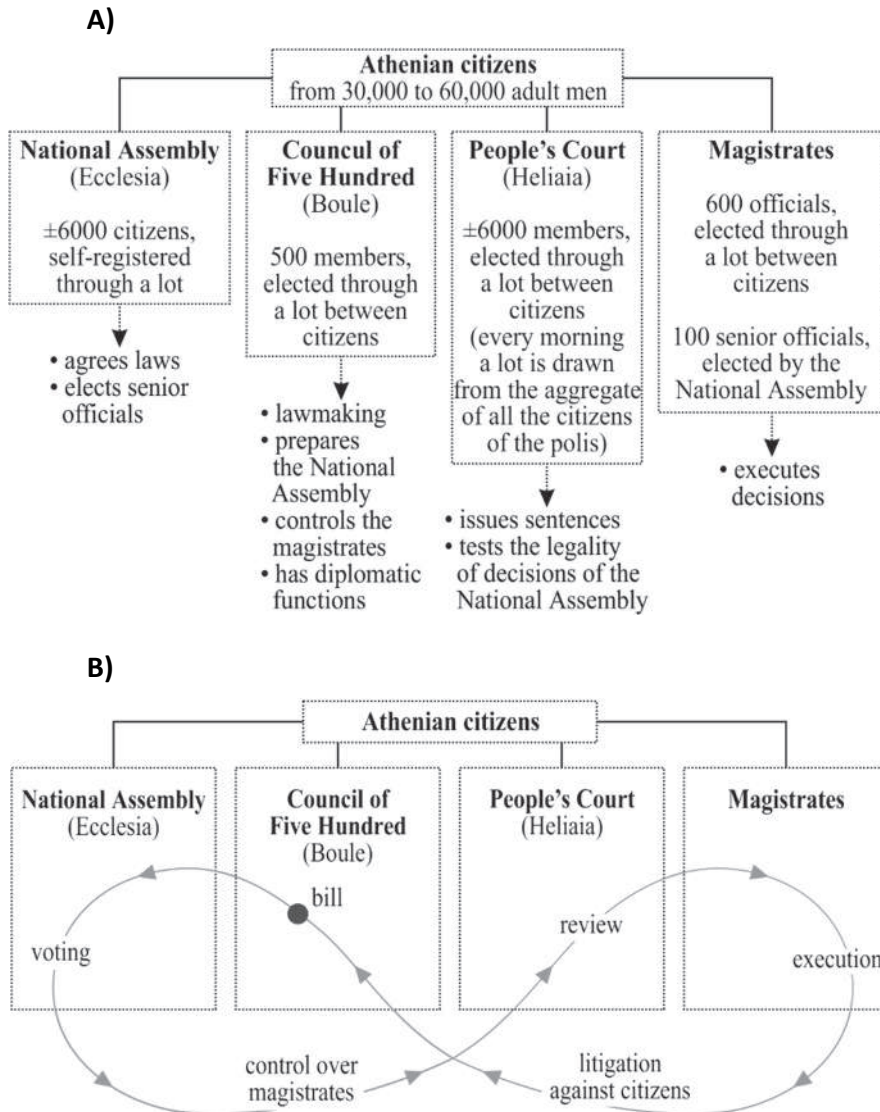 A)
Athenian citizens
from 30,000 to 60,000 adult men
National Assembly
(Ecclesia)
±6000 citizens,
self-registered
through a lot
• agrees laws
• elects senior
officials
Councul of
Five Hundred
(Boule)
500 members,
elected through
a lot between
citizens
• lawmaking
• prepares
the National
Assembly
• controls the
magistrates
• has diplomatic
functions
People's Court
(Heliaia)
±6000 members,
elected through
a lot between
citizens
(every morning
a lot is drawn
from the aggregate
of all the citizens
of the polis)
• issues sentences
• tests the legality
of decisions of the
National Assembly
Magistrates
600 officials,
elected through
a lot between
citizens
100 senior officials,
elected by the
National Assembly
• executes
decisions
B)
Athenian citizens
National Assembly
(Ecclesia)
Council of
Five Hundred
(Boule)
People's Court
(Heliaia)
Magistrates
bill
voting
review
execution
control over
magistrates
litigation
against citizens